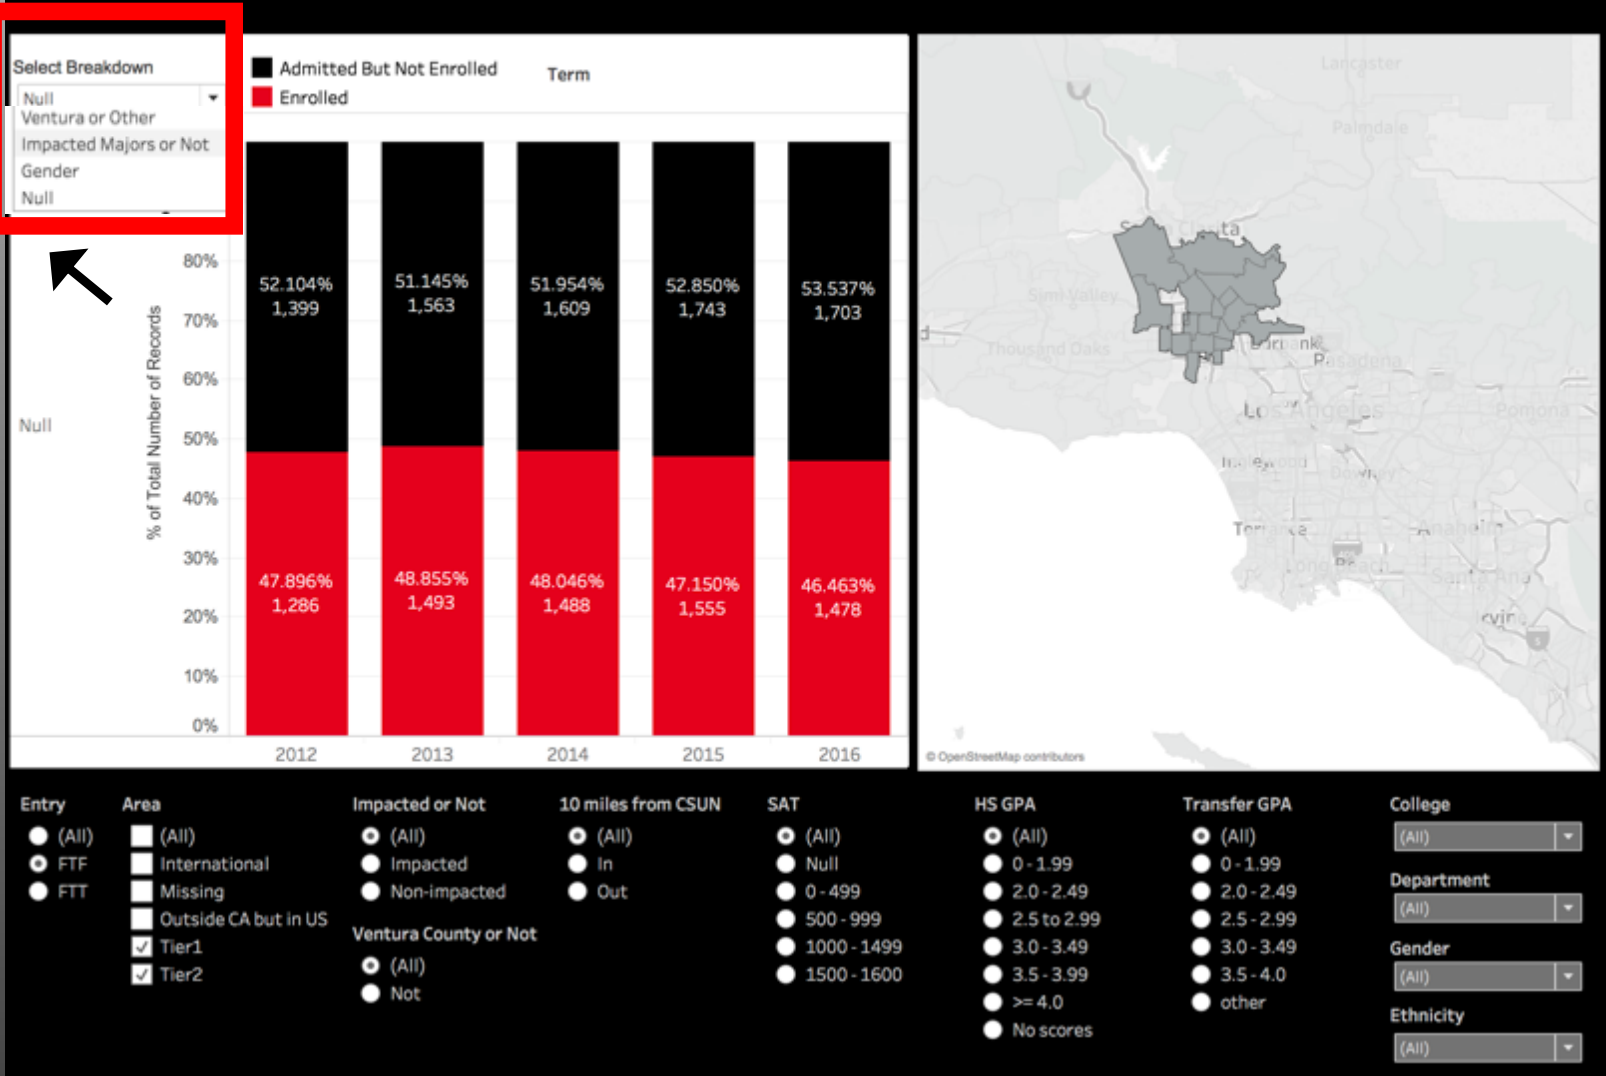 Select Breakdown
Null
Ventura or Other
Impacted Majors or Not
Gender
Null
Admitted But Not Enrolled
Enrolled
Term
Null
% of Total Number of Records
80%
70%
60%
50%
40%
30%
20%
10%
0%
52.104%
1,399
51.145%
1,563
51.954%
1,609
52.850%
1,743
53.537%
1,703
47.896%
1,286
48.855%
1,493
48.046%
1,488
47.150%
1,555
46.463%
1,478
2012
2013
2014
2015
2016
Lancaster
Palmdale
Simi Valley
Thousand Oaks
Pasadena
Los Angeles
Pomona
Downey
Anaheim
405
Long Beach
Santa Ana
5
© OpenStreetMap contributors
Entry
(All)
FTF
FTT
Area
(All)
International
Missing
Outside CA but in US
Tier1
Tier2
Impacted or Not
(All)
Impacted
Non-impacted
Ventura County or Not
(All)
Not
10 miles from CSUN
(All)
In
Out
SAT
(All)
Null
0 - 499
500 - 999
1000 - 1499
1500 - 1600
HS GPA
(All)
0 - 1.99
2.0 - 2.49
2.5 to 2.99
3.0 - 3.49
3.5 - 3.99
>= 4.0
No scores
Transfer GPA
(All)
0 - 1.99
2.0 - 2.49
2.5 - 2.99
3.0 - 3.49
3.5 - 4.0
other
College
(All)
Department
(All)
Gender
(All)
Ethnicity
(All)